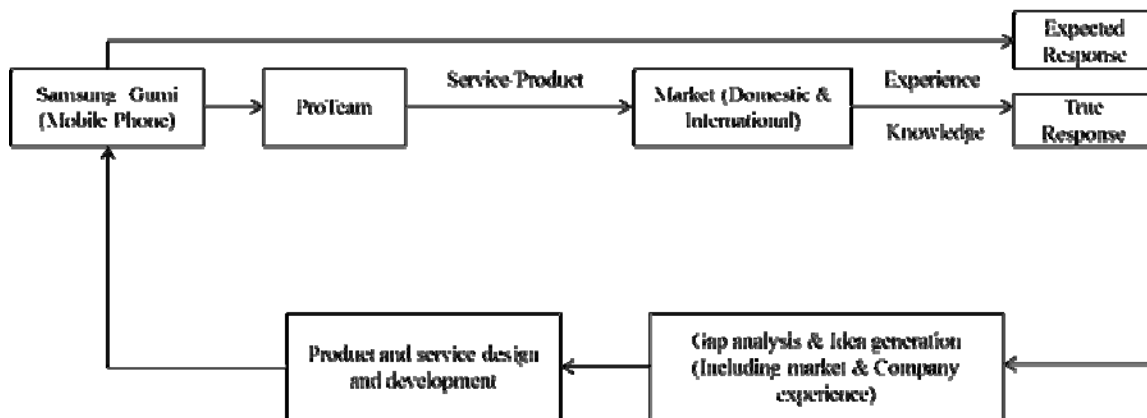 Expected
Response
Samsung Gumi
(Mobile Phone)
ProTeam
Service-Product
Market (Domestic &
International)
Experience
Knowledge
True
Response
Product and service design
and development
Gap analysis & Idea generation
(Including market & Company
experience)